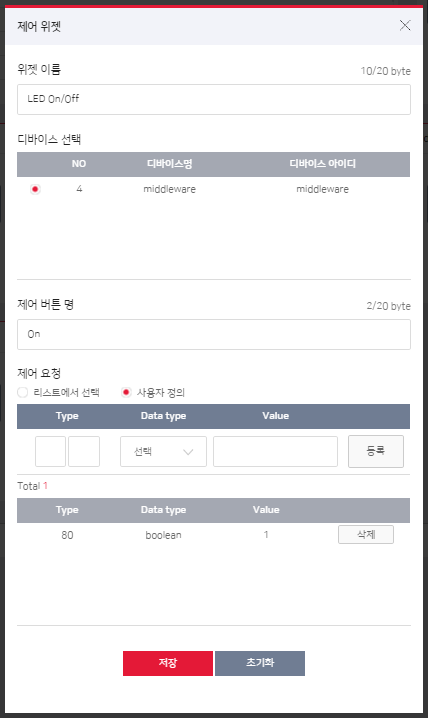 제어 위젯
위젯 이름 10/20 byte
LED On/Off
디바이스 선택
NO 디바이스명 디바이스 아이디
4 middleware middleware
제어 버튼 명 2/20 byte
On
제어 요청
리스트에서 선택 사용자 정의
Type Data type Value
선택 등록
Total 1
Type Data type Value
80 boolean 1 삭제
저장 초기화